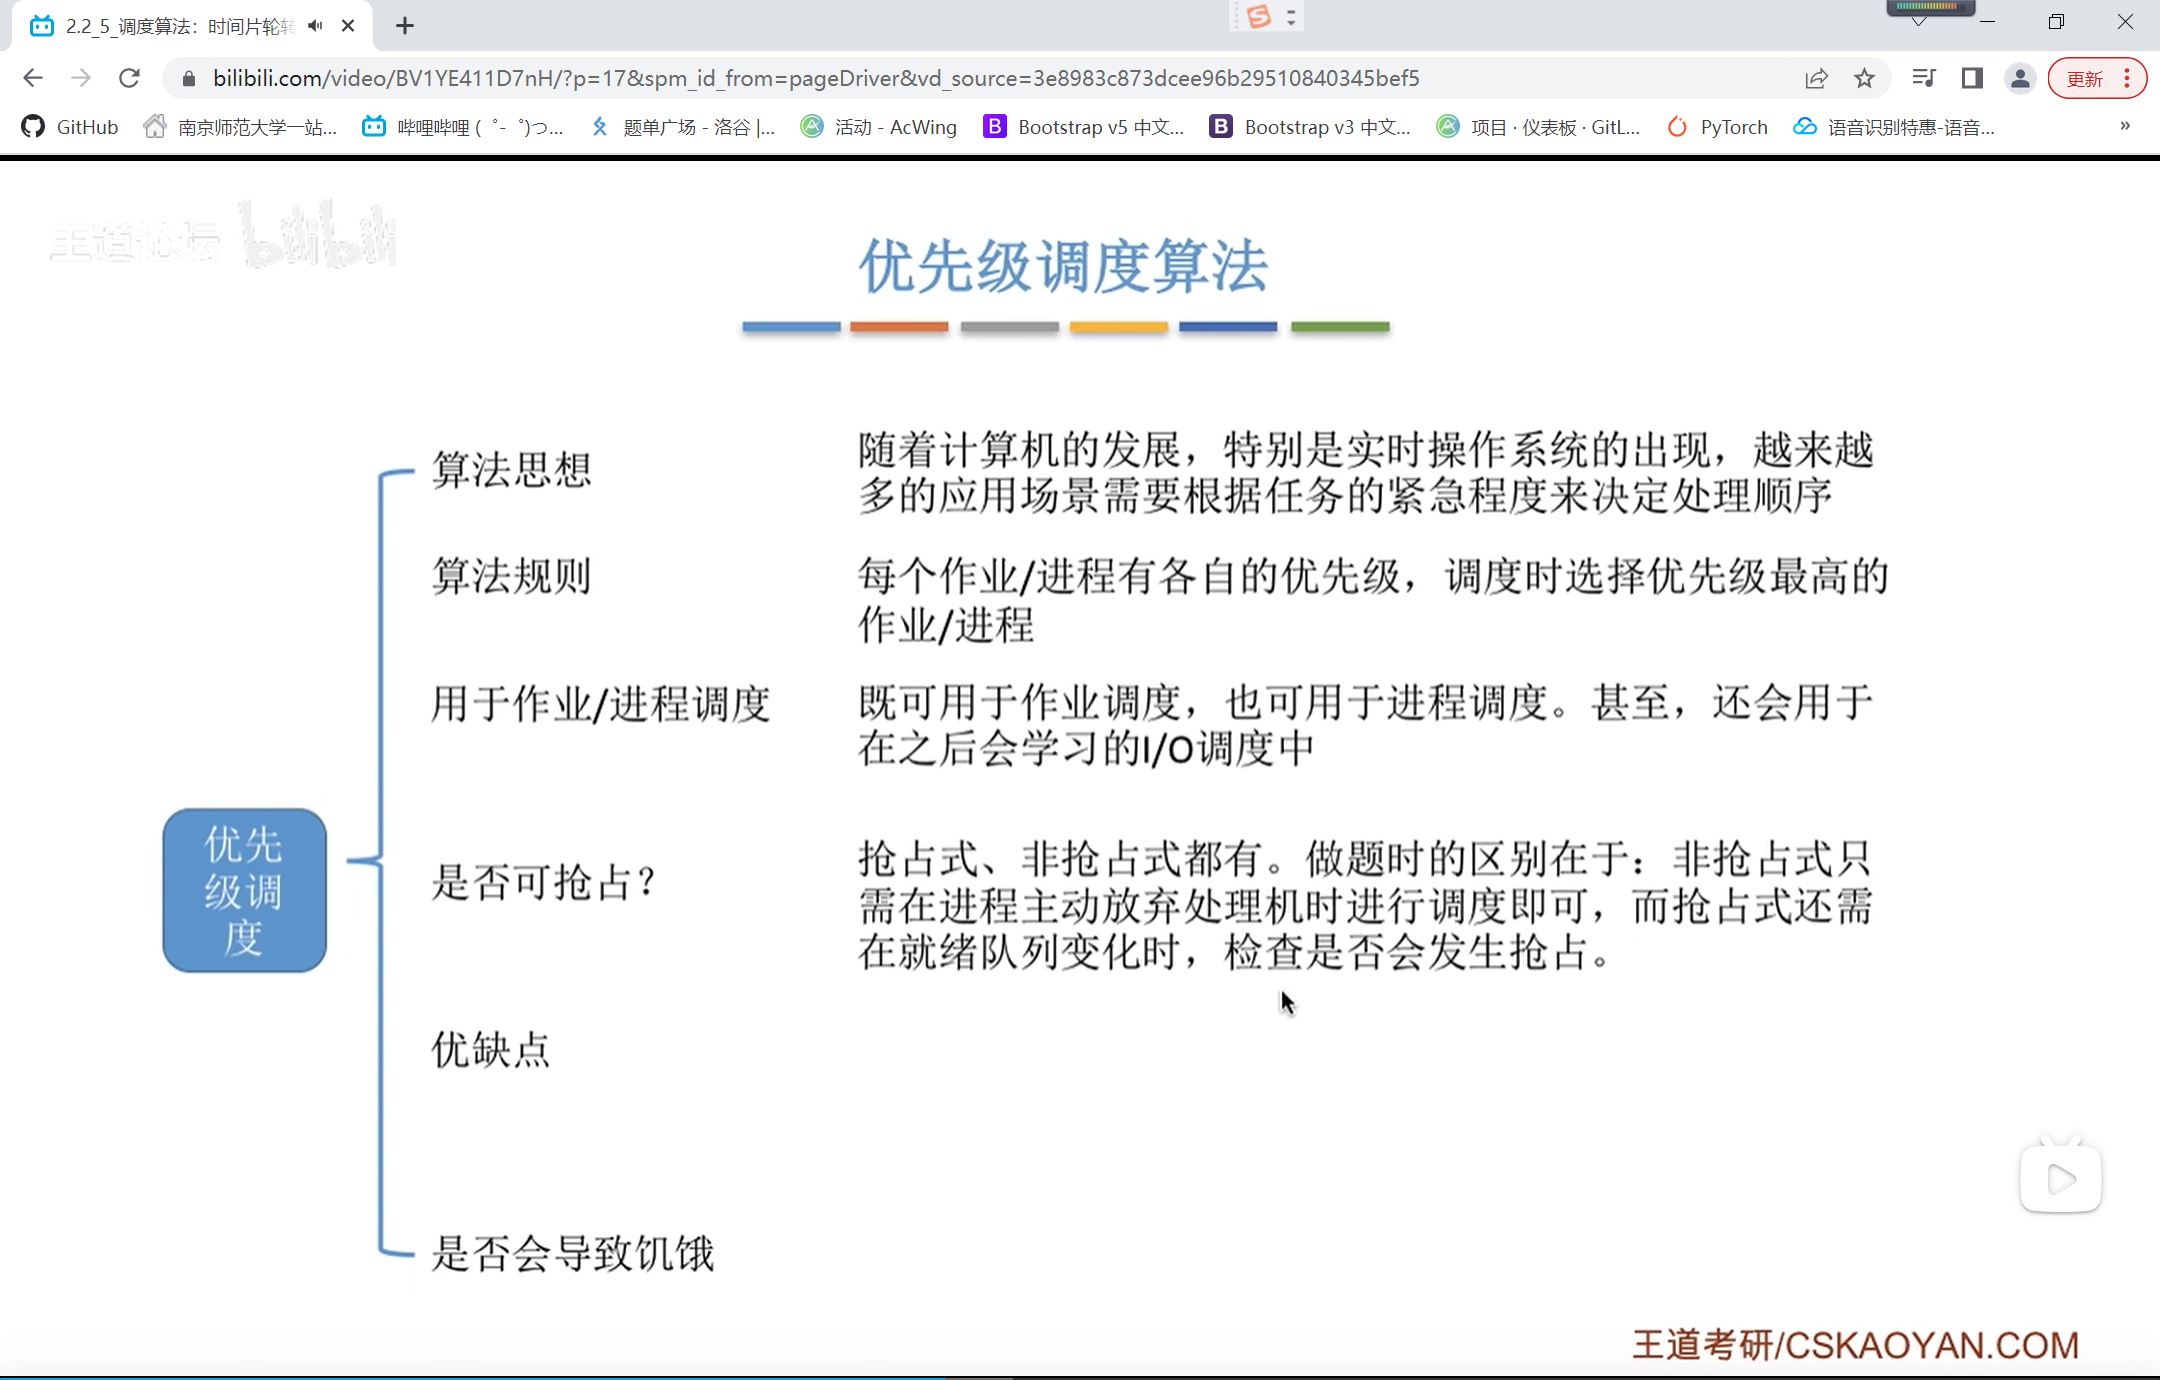 2.2_5_调度算法：时间片轮转
bilibili.com/video/BV1YE411D7nH/?p=17&spm_id_from=pageDriver&vd_source=3e8983c873dcee96b29510840345bef5
更新
GitHub
南京师范大学一站...
哔哩哔哩 (゜-゜)つ...
题单广场 - 洛谷 |...
活动 - AcWing
Bootstrap v5 中文...
Bootstrap v3 中文...
项目 · 仪表板 · GitL...
PyTorch
语音识别特惠-语音...
»
王道论坛 bilibili
优先级调度算法
算法思想
随着计算机的发展，特别是实时操作系统的出现，越来越
多的应用场景需要根据任务的紧急程度来决定处理顺序
算法规则
每个作业/进程有各自的优先级，调度时选择优先级最高的
作业/进程
用于作业/进程调度
既可用于作业调度，也可用于进程调度。甚至，还会用于
在之后会学习的I/O调度中
优先
级调
度
是否可抢占？
抢占式、非抢占式都有。做题时的区别在于：非抢占式只
需在进程主动放弃处理机时进行调度即可，而抢占式还需
在就绪队列变化时，检查是否会发生抢占。
优缺点
是否会导致饥饿
王道考研/CSKAOYAN.COM